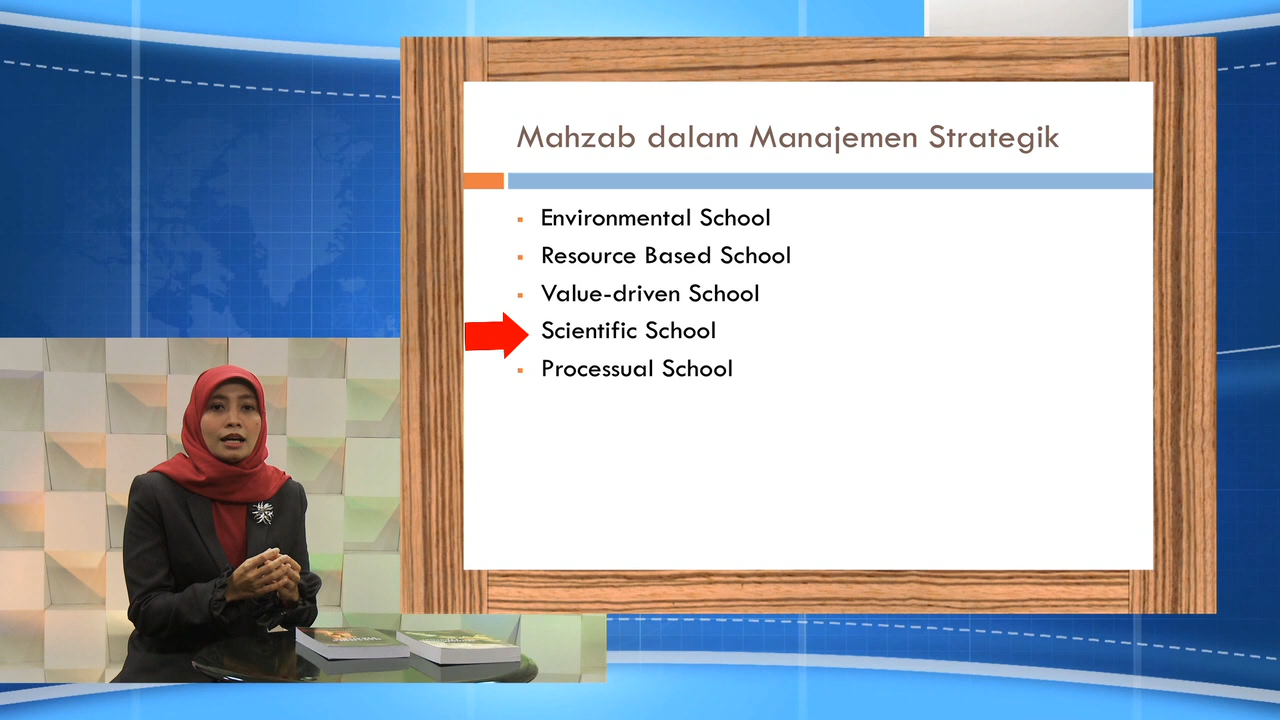 Mahzab dalam Manajemen Strategik
Environmental School
Resource Based School
Value-driven School
Scientific School
Processual School